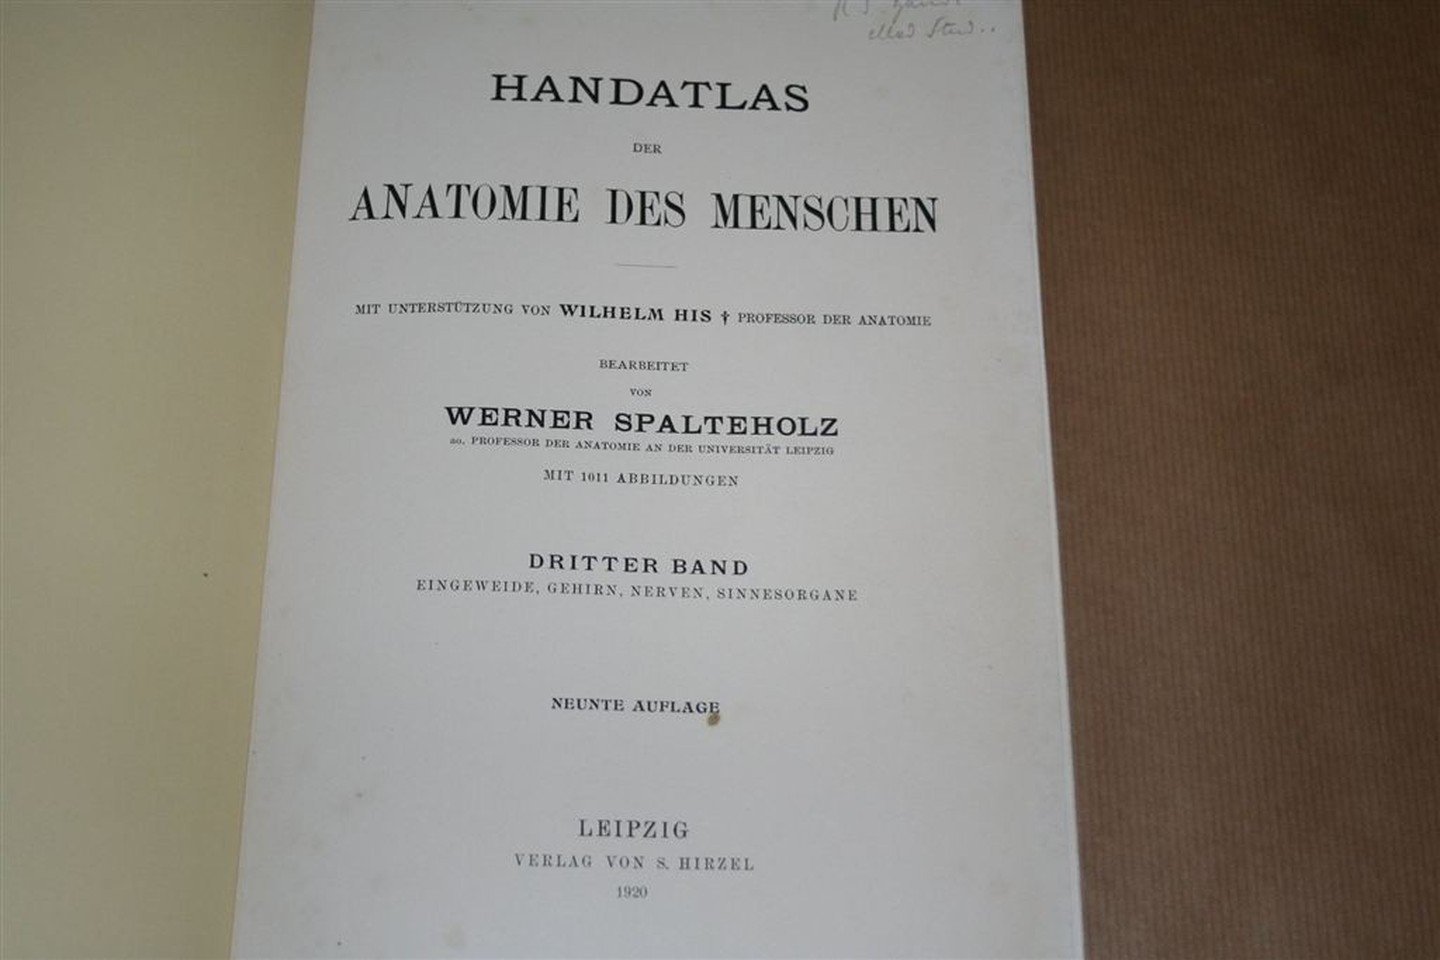 Med Stud..
HANDATLAS
DER
ANATOMIE DES MENSCHEN
MIT UNTERSTÜTZUNG VON WILHELM HIS † PROFESSOR DER ANATOMIE
BEARBEITET
VON
WERNER SPALTEHOLZ
ao. PROFESSOR DER ANATOMIE AN DER UNIVERSITÄT LEIPZIG
MIT 1011 ABBILDUNGEN
DRITTER BAND
EINGEWEIDE, GEHIRN, NERVEN, SINNESORGANE
NEUNTE AUFLAGE
LEIPZIG
VERLAG VON S. HIRZEL
1920